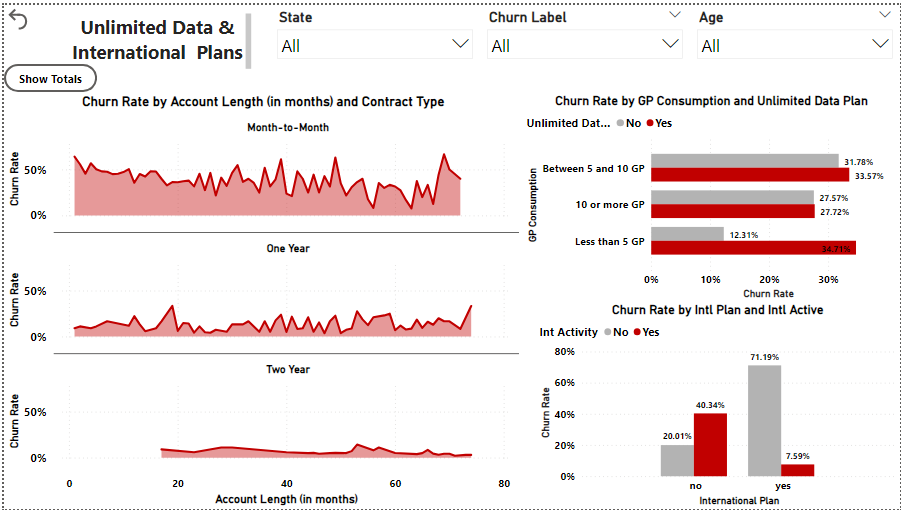 Unlimited Data &
International Plans
State
All
Churn Label
All
Age
All
Show Totals
Churn Rate by Account Length (in months) and Contract Type
Month-to-Month
Churn Rate
50%
0%
One Year
Churn Rate
50%
0%
Two Year
Churn Rate
50%
0%
0 20 40 60 80
Account Length (in months)
Churn Rate by GP Consumption and Unlimited Data Plan
Unlimited Dat... No Yes
GP Consumption
Between 5 and 10 GP
31.78%
33.57%
10 or more GP
27.57%
27.72%
Less than 5 GP
12.31%
34.71%
0% 10% 20% 30%
Churn Rate
Churn Rate by Intl Plan and Intl Active
Int Activity No Yes
Churn Rate
80%
60%
40%
20%
0%
20.01%
40.34%
71.19%
7.59%
no yes
International Plan